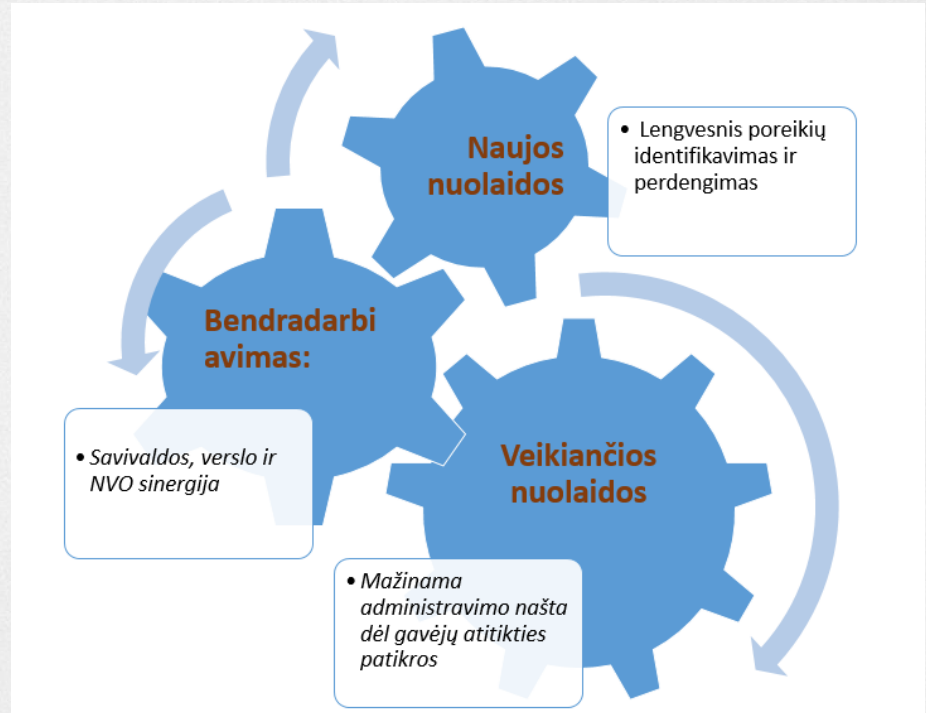 Naujos
nuolaidos
• Lengvesnis poreikių
identifikavimas ir
perdengimas
Bendradarbi
avimas:
• Savivaldos, verslo ir
NVO sinergija
Veikiančios
nuolaidos
• Mažinama
administravimo našta
dėl gavėjų atitikties
patikros